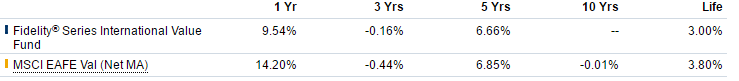 1 Yr 3 Yrs 5 Yrs 10 Yrs Life
Fidelity® Series International Value Fund 9.54% -0.16% 6.66% -- 3.00%
MSCI EAFE Val (Net MA) 14.20% -0.44% 6.85% -0.01% 3.80%